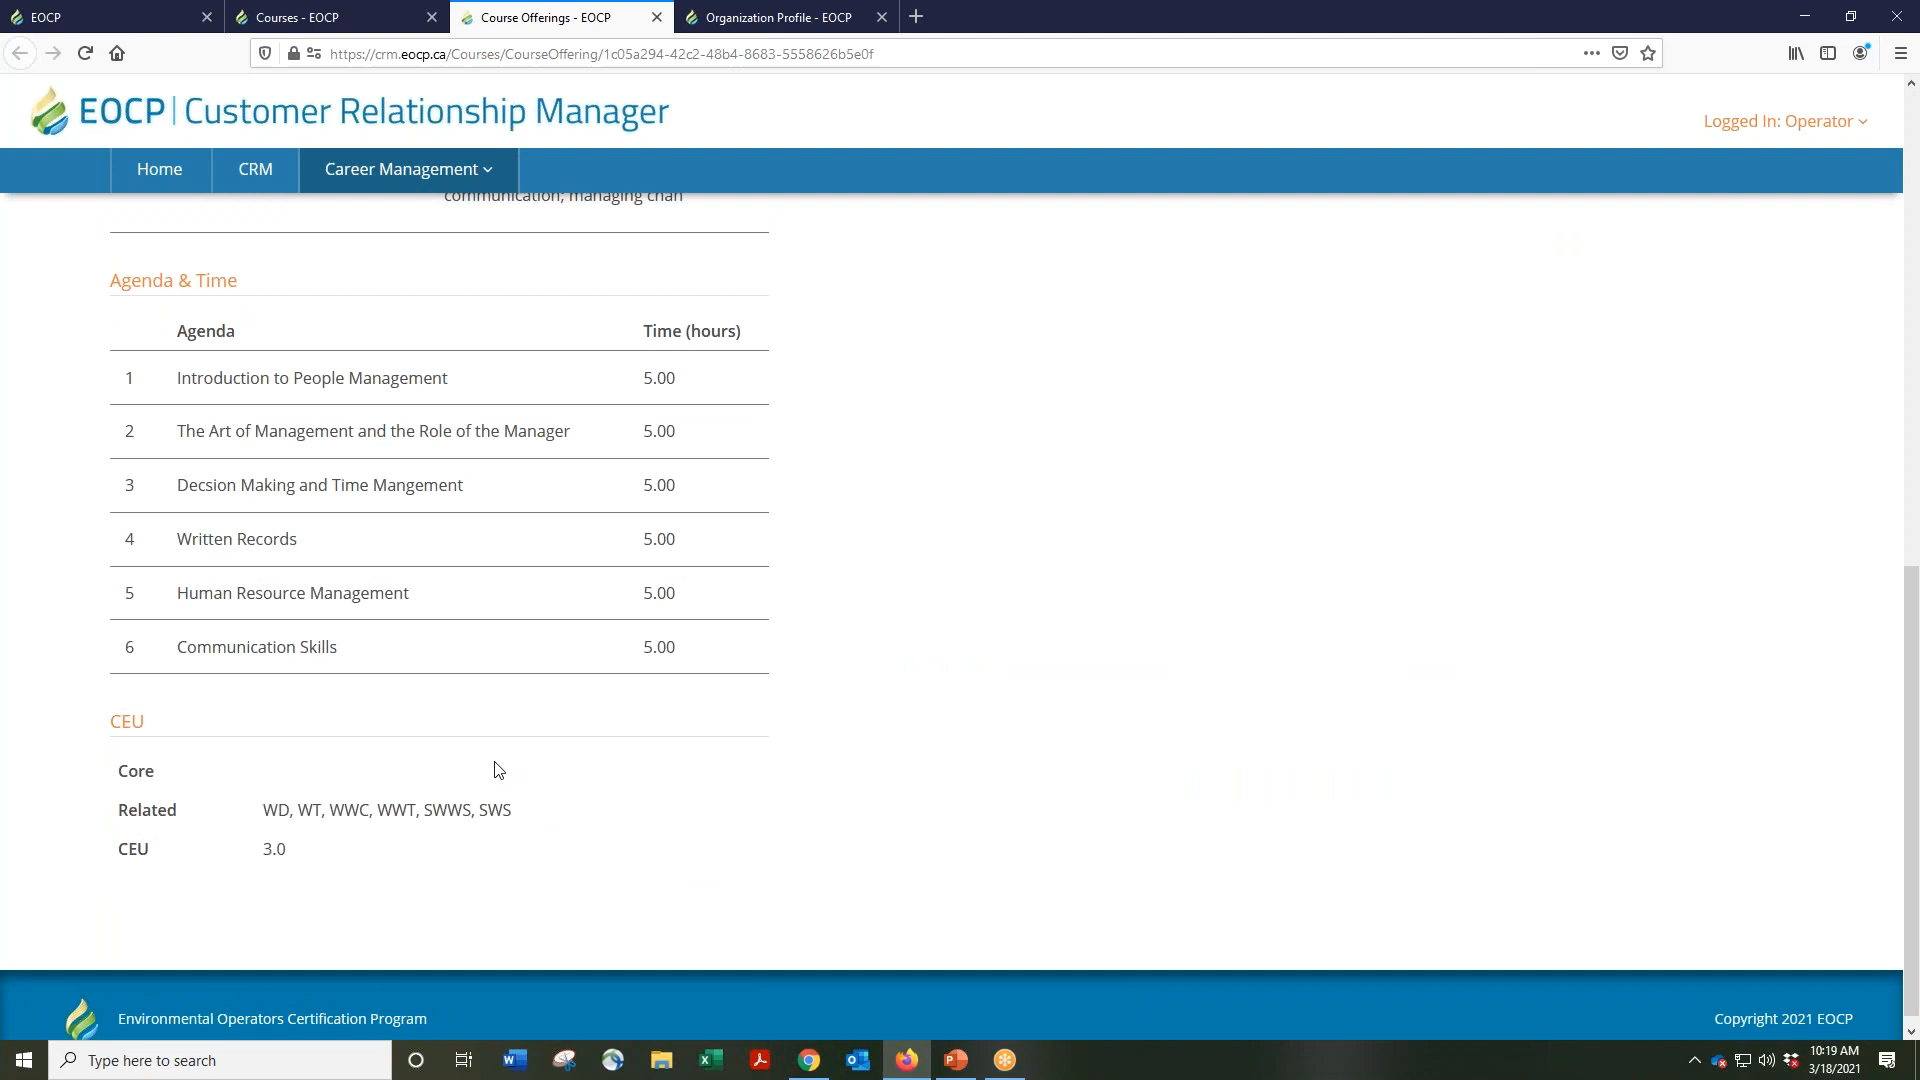 EOCP
Courses - EOCP
Course Offerings - EOCP
Organization Profile - EOCP
https://crm.eocp.ca/Courses/CourseOffering/1c05a294-42c2-48b4-8683-5558626b5e0f
EOCP | Customer Relationship Manager
Logged In: Operator
Home CRM Career Management
communication; managing chan
Agenda & Time
Agenda Time (hours)
1 Introduction to People Management 5.00
2 The Art of Management and the Role of the Manager 5.00
3 Decsion Making and Time Mangement 5.00
4 Written Records 5.00
5 Human Resource Management 5.00
6 Communication Skills 5.00
CEU
Core
Related WD, WT, WWC, WWT, SWWS, SWS
CEU 3.0
Environmental Operators Certification Program
Copyright 2021 EOCP
Type here to search
10:19 AM
3/18/2021